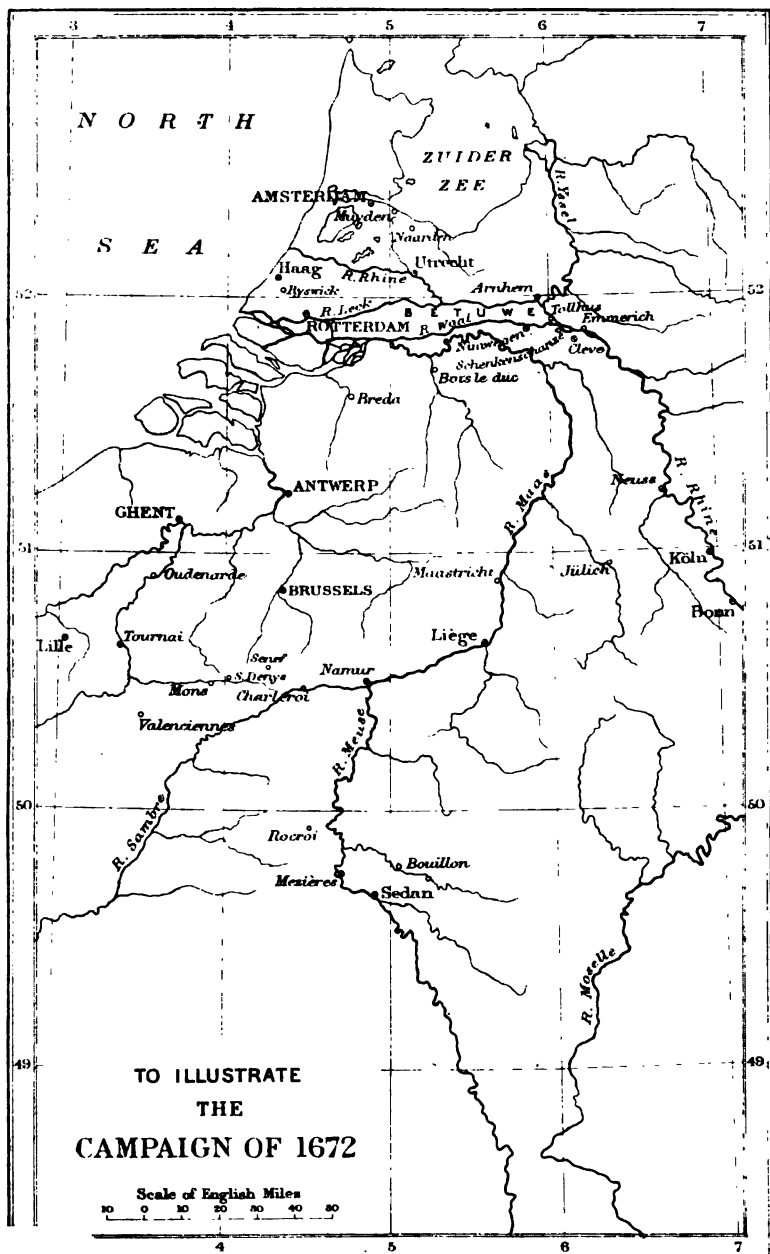 3 4 5 6 7
NORTH
SEA
ZUIDER
ZEE
R. Yssel
AMSTERDAM
Muyden
Naarden
Haag
R. Rhine
Utrecht
Ryswick
Arnhem
52 52
R. Leck
BETUWE
Tollhus
ROTTERDAM
R. Waal
Emmerich
Schenkenschanze
Cleve
Bois le duc
Breda
R. Maas
Neuss
R. Rhine
ANTWERP
GHENT
51 51
Oudenarde
Maastricht
Jülich
Köln
BRUSSELS
Bonn
Lille
Tournai
Liège
Senef
S. Denys
Namur
Mons
Charleroi
Valenciennes
R. Meuse
50 50
R. Sambre
Rocroi
Bouillon
Mezières
Sedan
R. Moselle
49 49
TO ILLUSTRATE
THE
CAMPAIGN OF 1672
Scale of English Miles
10 0 10 20 30 40 50
4 5 6 7